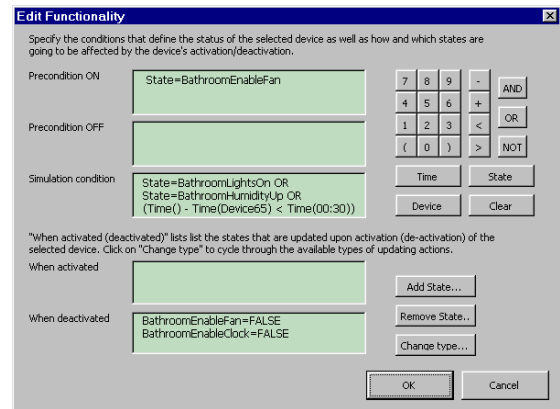 Edit Functionality
Specify the conditions that define the status of the selected device as well as how and which states are
going to be affected by the device's activation/deactivation.
Precondition ON
State=BathroomEnableFan
7 8 9 - AND
4 5 6 +
1 2 3 < OR
( 0 ) > NOT
Precondition OFF
Simulation condition
State=BathroomLightsOn OR
State=BathroomHumidityUp OR
(Time() - Time(Device65) < Time(00:30))
Time State
Device Clear
"When activated (deactivated)" lists list the states that are updated upon activation (de-activation) of the
selected device. Click on "Change type" to cycle through the available types of updating actions.
When activated
Add State...
When deactivated
BathroomEnableFan=FALSE
BathroomEnableClock=FALSE
Remove State..
Change type...
OK Cancel